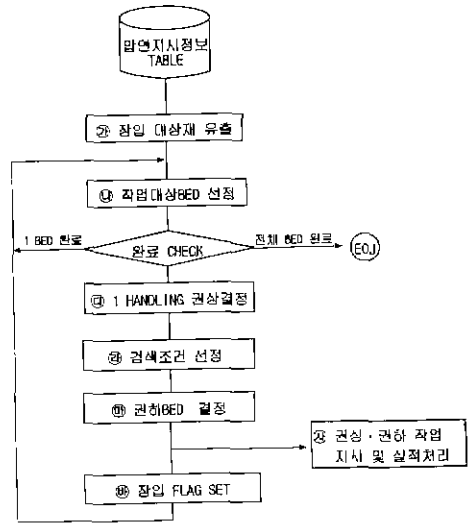 압연지시정보
TABLE
㉮ 장입 대상재 유출
㉯ 작업대상BED 선정
1 BED 완료
완료 CHECK
전체 BED 완료
EOJ
㉰ 1 HANDLING 권상결정
㉱ 검색조건 선정
㉲ 권하BED 결정
㉴ 권상·권하 작업
지시 및 실적처리
㉳ 장입 FLAG SET